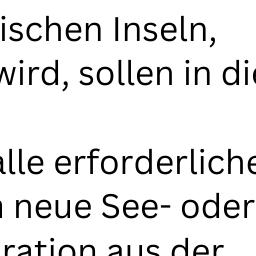 ischen Inseln,
wird, sollen in die
alle erforderliche
n neue See- oder
ration aus der